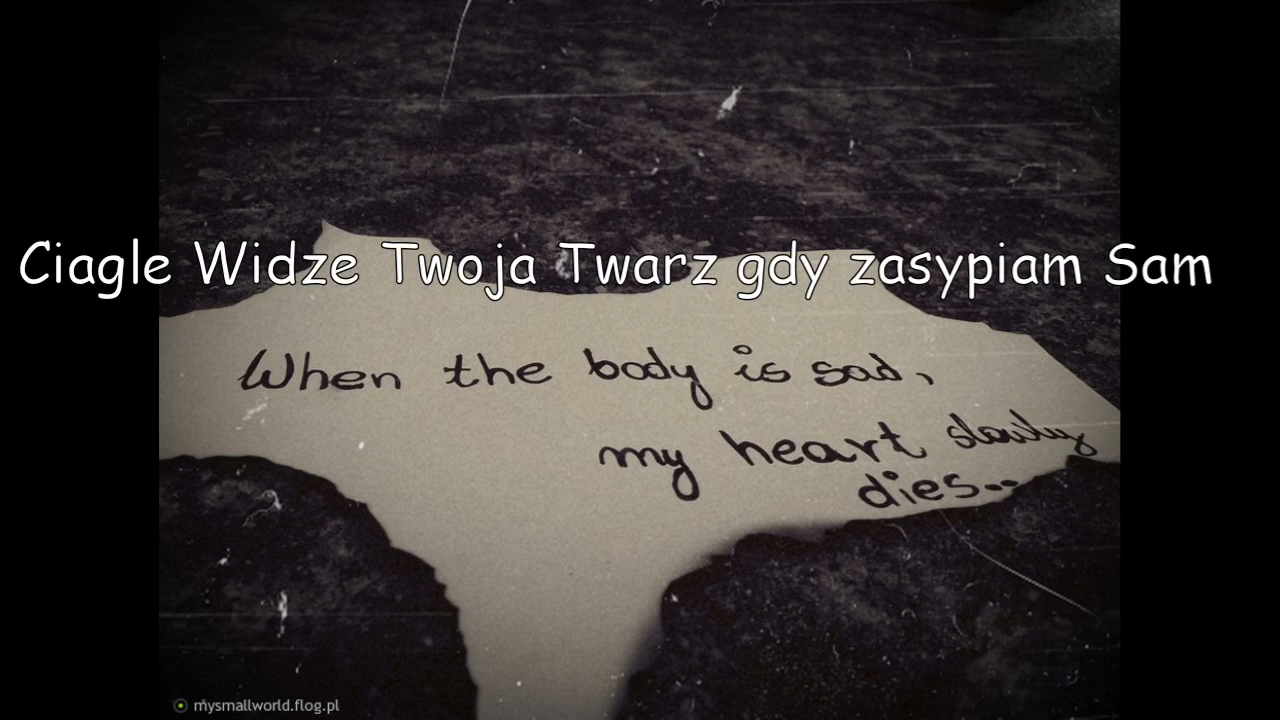 Ciagle Widze Twoja Twarz gdy zasypiam Sam
When the body is sad,
my heart slowly
dies..
mysmallworld.flog.pl